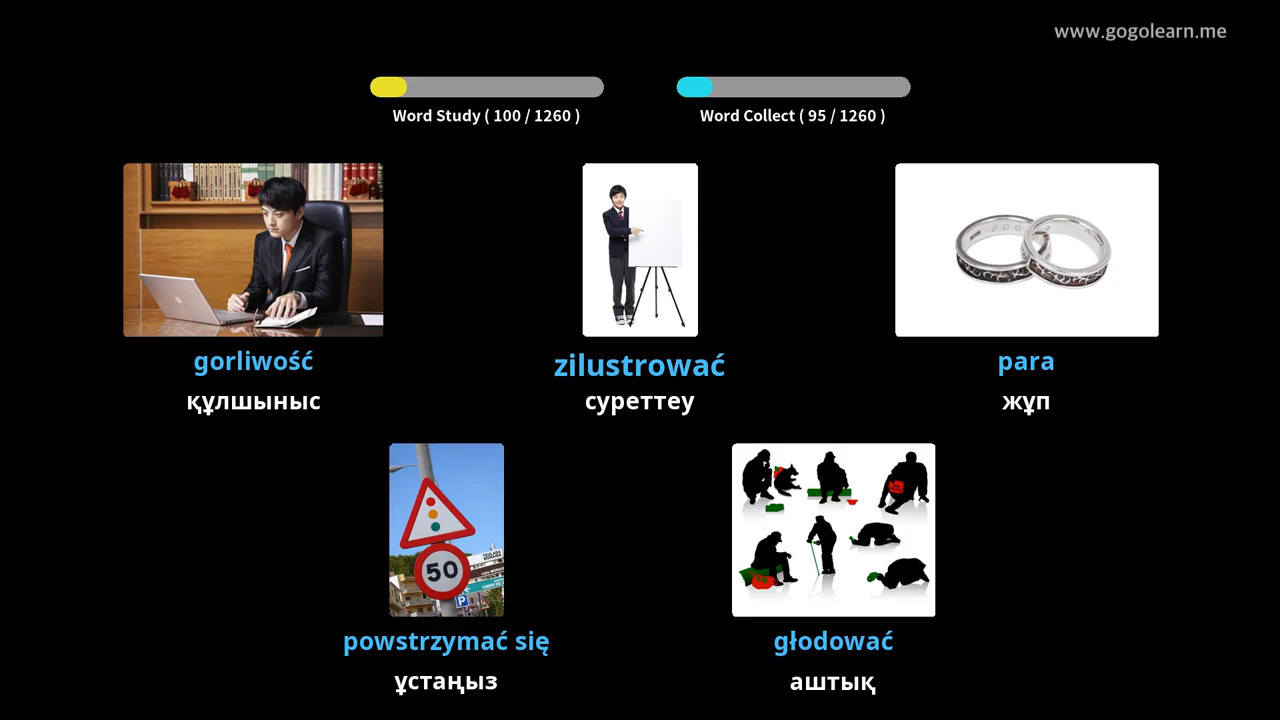 www.gogolearn.me
Word Study ( 100 / 1260 )
Word Collect ( 95 / 1260 )
gorliwość
құлшыныс
zilustrować
суреттеу
para
жұп
50
P
powstrzymać się
ұстаңыз
głodować
аштық